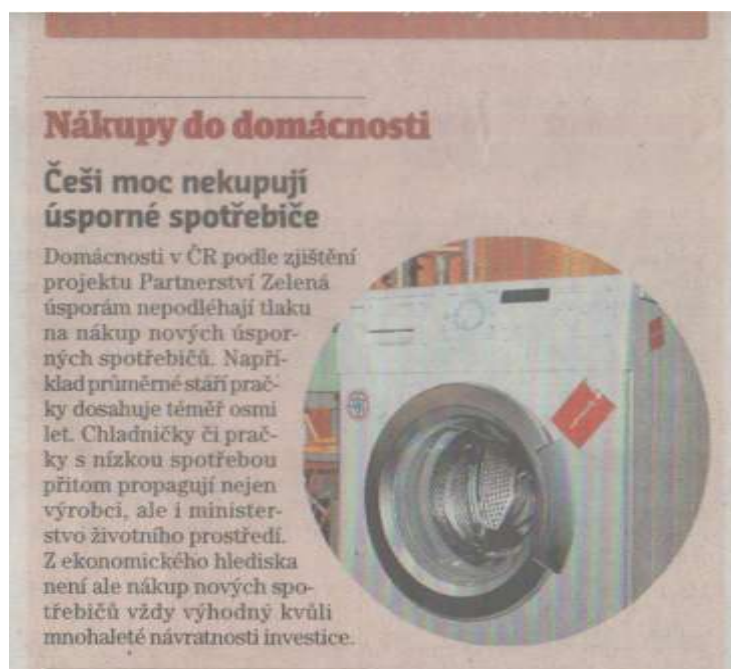 Nákupy do domácnosti
Češi moc nekupují
úsporné spotřebiče
Domácnosti v ČR podle zjištění
projektu Partnerství Zelená
úsporám nepodléhají tlaku
na nákup nových úspor-
ných spotřebičů. Napří-
klad průměrné stáří prač-
ky dosahuje téměř osmi
let. Chladničky či prač-
ky s nízkou spotřebou
přitom propagují nejen
výrobci, ale i minister-
stvo životního prostředí.
Z ekonomického hlediska
není ale nákup nových spo-
třebičů vždy výhodný kvůli
mnohaleté návratnosti investice.